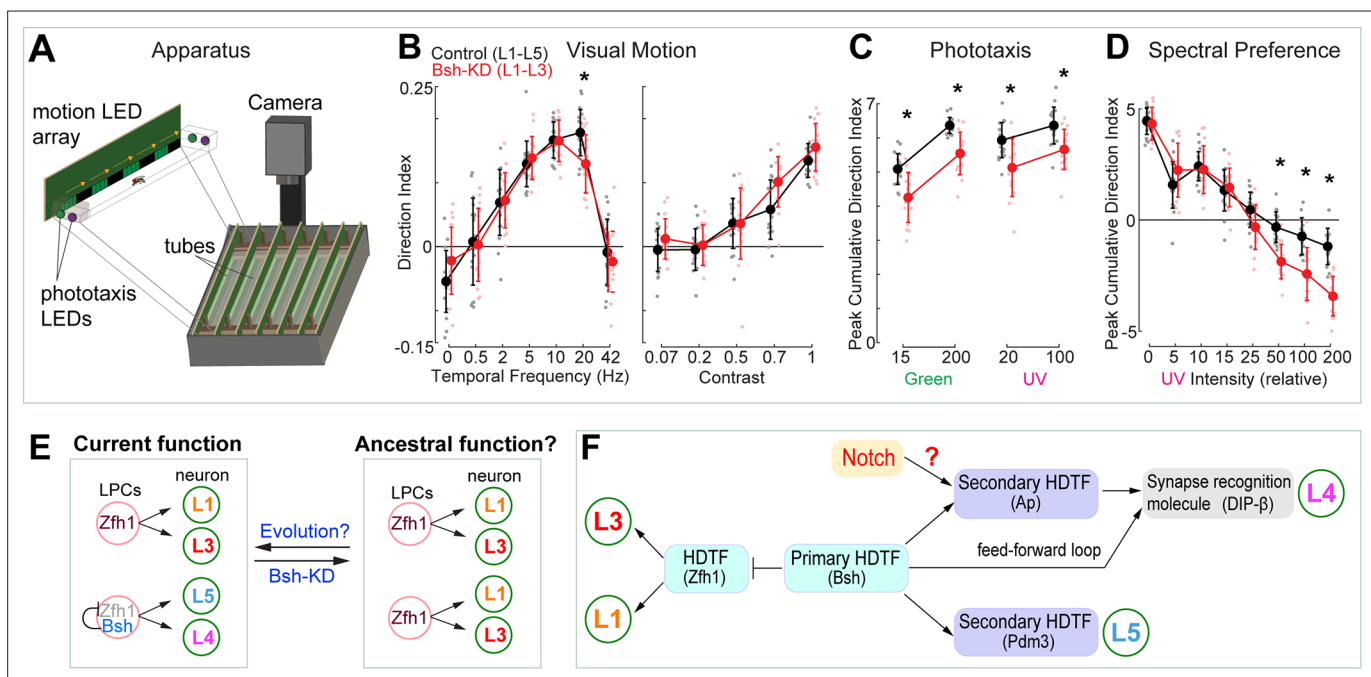 A
Apparatus
motion LED
array
Camera
tubes
phototaxis
LEDs
B
Control (L1-L5)
Bsh-KD (L1-L3)
Visual Motion
0.25
0
-0.15
Direction Index
*
0 0.5 2 5 10 20 42
Temporal Frequency (Hz)
0.07 0.2 0.5 0.7 1
Contrast
C
Phototaxis
Peak Cumulative Direction Index
7
0
* * * *
15 200 20 100
Green UV
D
Spectral Preference
Peak Cumulative Direction Index
5
0
-5
* * *
0 5 10 15 25 50 100 200
UV Intensity (relative)
E
Current function
LPCs
neuron
Zfh1
L1
L3
Zfh1
Bsh
L5
L4
Evolution?
Bsh-KD
Ancestral function?
LPCs
neuron
Zfh1
L1
L3
Zfh1
L1
L3
F
Notch
?
Secondary HDTF
(Ap)
Synapse recognition
molecule (DIP-β)
L4
L3
L1
HDTF
(Zfh1)
Primary HDTF
(Bsh)
feed-forward loop
Secondary HDTF
(Pdm3)
L5